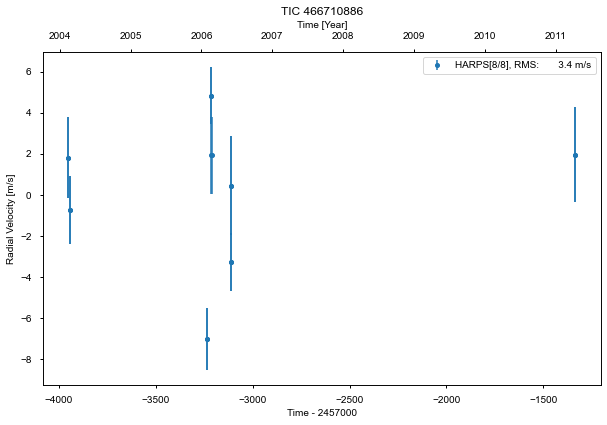 TIC 466710886
Time [Year]
2004 2005 2006 2007 2008 2009 2010 2011
HARPS[8/8], RMS: 3.4 m/s
6
4
2
0
−2
−4
−6
−8
Radial Velocity [m/s]
−4000 −3500 −3000 −2500 −2000 −1500
Time - 2457000